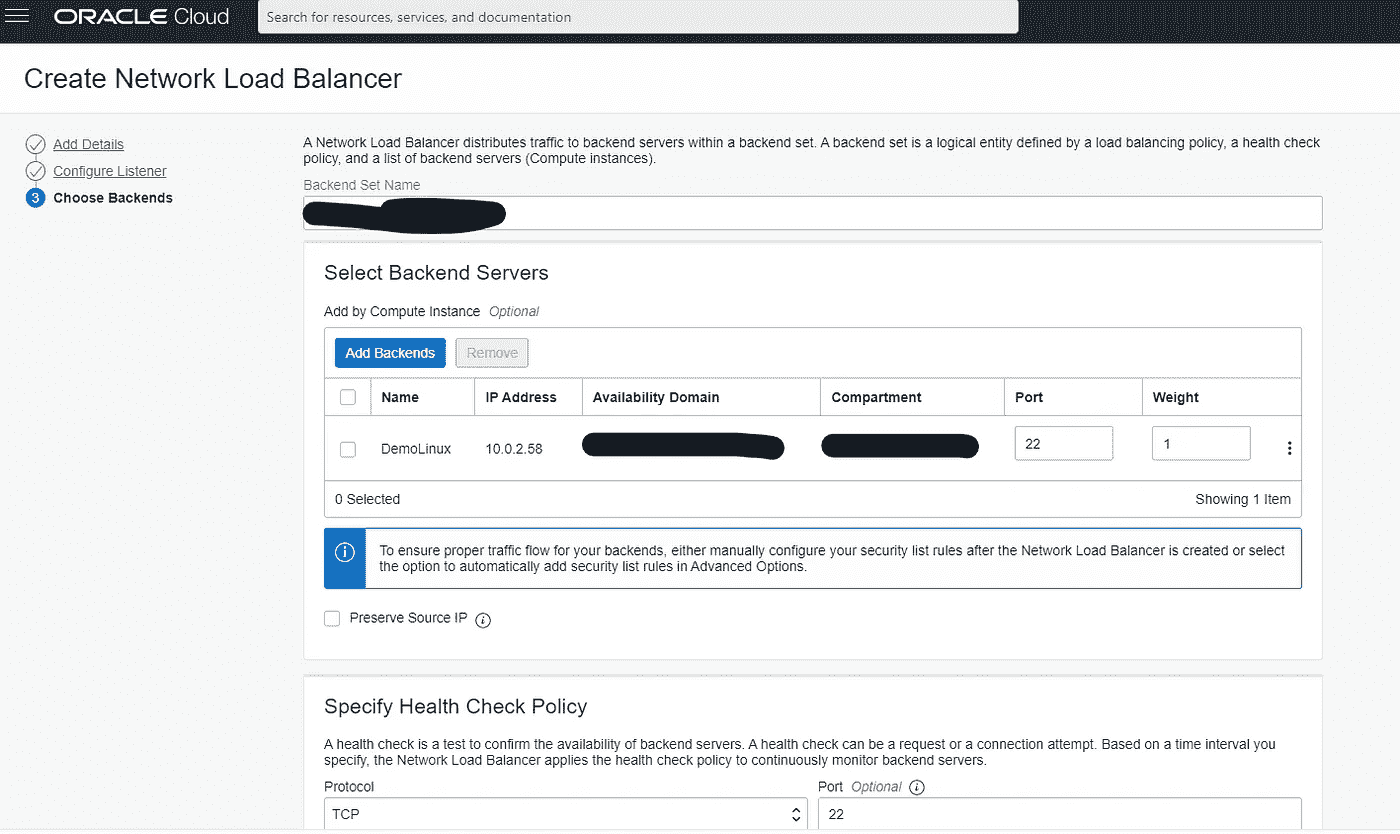 ORACLE Cloud
Search for resources, services, and documentation
Create Network Load Balancer
Add Details
Configure Listener
3 Choose Backends
A Network Load Balancer distributes traffic to backend servers within a backend set. A backend set is a logical entity defined by a load balancing policy, a health check
policy, and a list of backend servers (Compute instances).
Backend Set Name
Select Backend Servers
Add by Compute Instance Optional
Add Backends Remove
Name IP Address Availability Domain Compartment Port Weight
DemoLinux 10.0.2.58 22 1
0 Selected Showing 1 Item
To ensure proper traffic flow for your backends, either manually configure your security list rules after the Network Load Balancer is created or select
the option to automatically add security list rules in Advanced Options.
Preserve Source IP
Specify Health Check Policy
A health check is a test to confirm the availability of backend servers. A health check can be a request or a connection attempt. Based on a time interval you
specify, the Network Load Balancer applies the health check policy to continuously monitor backend servers.
Protocol Port Optional
TCP 22